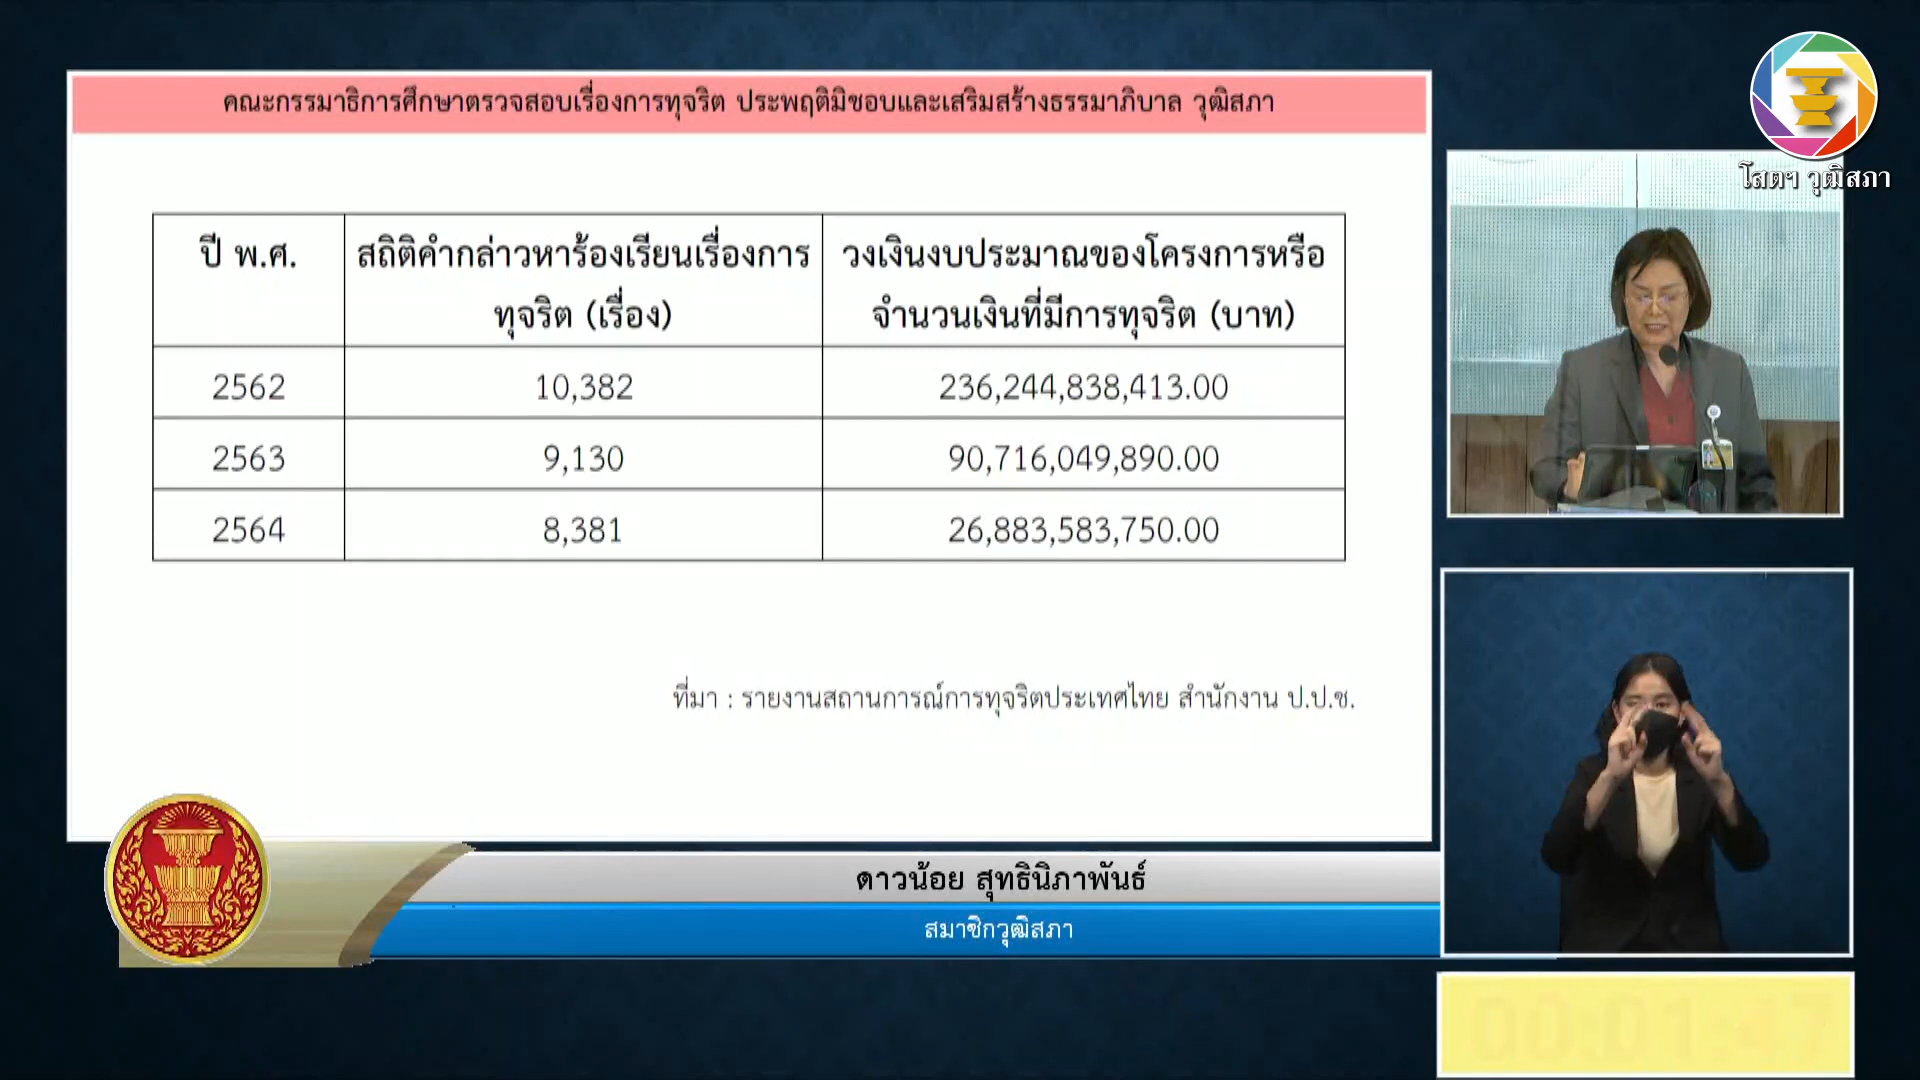 คณะกรรมาธิการศึกษาตรวจสอบเรื่องการทุจริต ประพฤติมิชอบและเสริมสร้างธรรมาภิบาล วุฒิสภา
โสตฯ วุฒิสภา
ปี พ.ศ.
สถิติคำกล่าวหาร้องเรียนเรื่องการ
ทุจริต (เรื่อง)
วงเงินงบประมาณของโครงการหรือ
จำนวนเงินที่มีการทุจริต (บาท)
2562 10,382 236,244,838,413.00
2563 9,130 90,716,049,890.00
2564 8,381 26,883,583,750.00
ที่มา : รายงานสถานการณ์การทุจริตประเทศไทย สำนักงาน ป.ป.ช.
ดาวน้อย สุทธินิภาพันธ์
สมาชิกวุฒิสภา
00:01:47